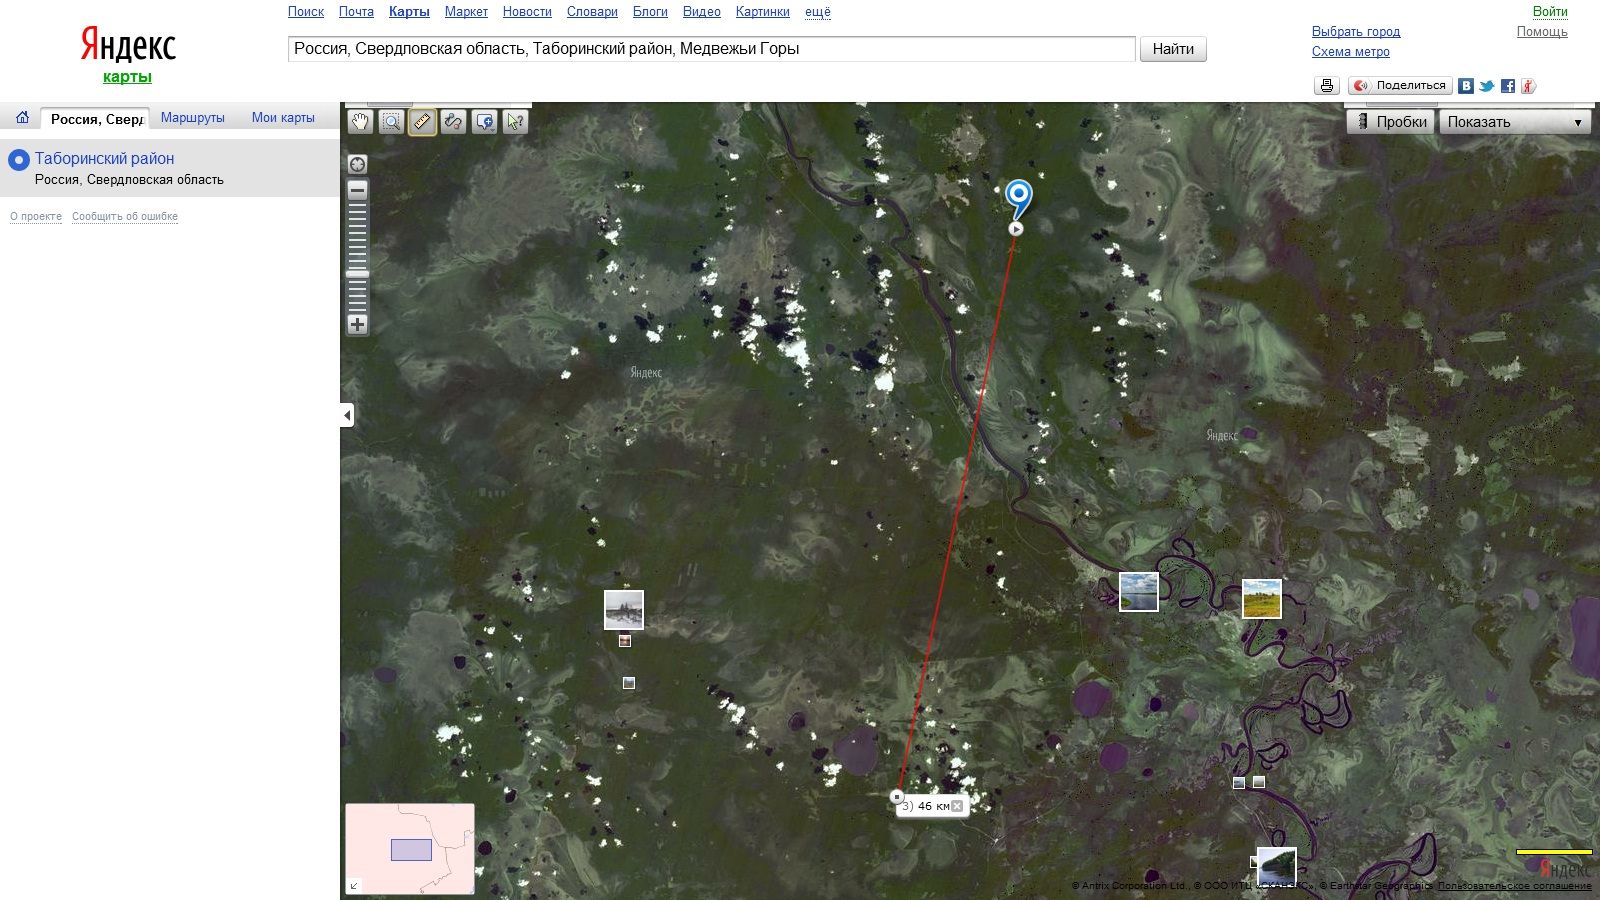 Поиск Почта Карты Маркет Новости Словари Блоги Видео Картинки ещё
Войти
Яндекс
карты
Россия, Свердловская область, Таборинский район, Медвежьи Горы
Найти
Выбрать город
Помощь
Схема метро
Поделиться
Россия, Сверд
Маршруты
Мои карты
Пробки
Показать
Таборинский район
Россия, Свердловская область
О проекте Сообщить об ошибке
Яндекс
Яндекс
3) 46 км
Яндекс
© Antrix Corporation Ltd., © ООО ИТЦ «СКАНЭКС», © Earthstar Geographics Пользовательское соглашение